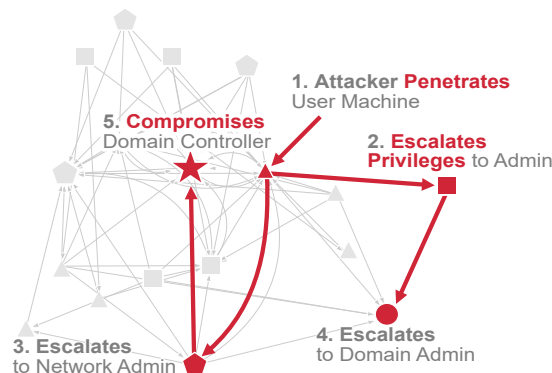 1. Attacker Penetrates
User Machine
5. Compromises
Domain Controller
2. Escalates
Privileges to Admin
3. Escalates
to Network Admin
4. Escalates
to Domain Admin